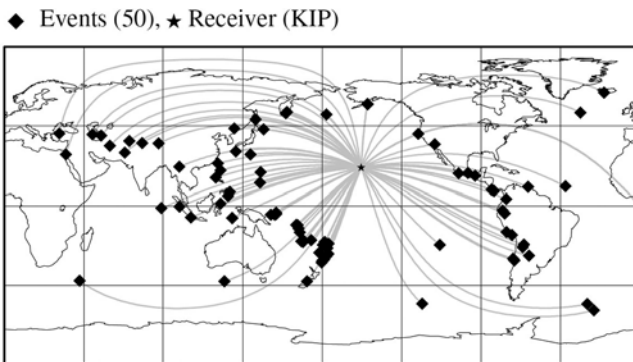 ◆ Events (50), ★ Receiver (KIP)